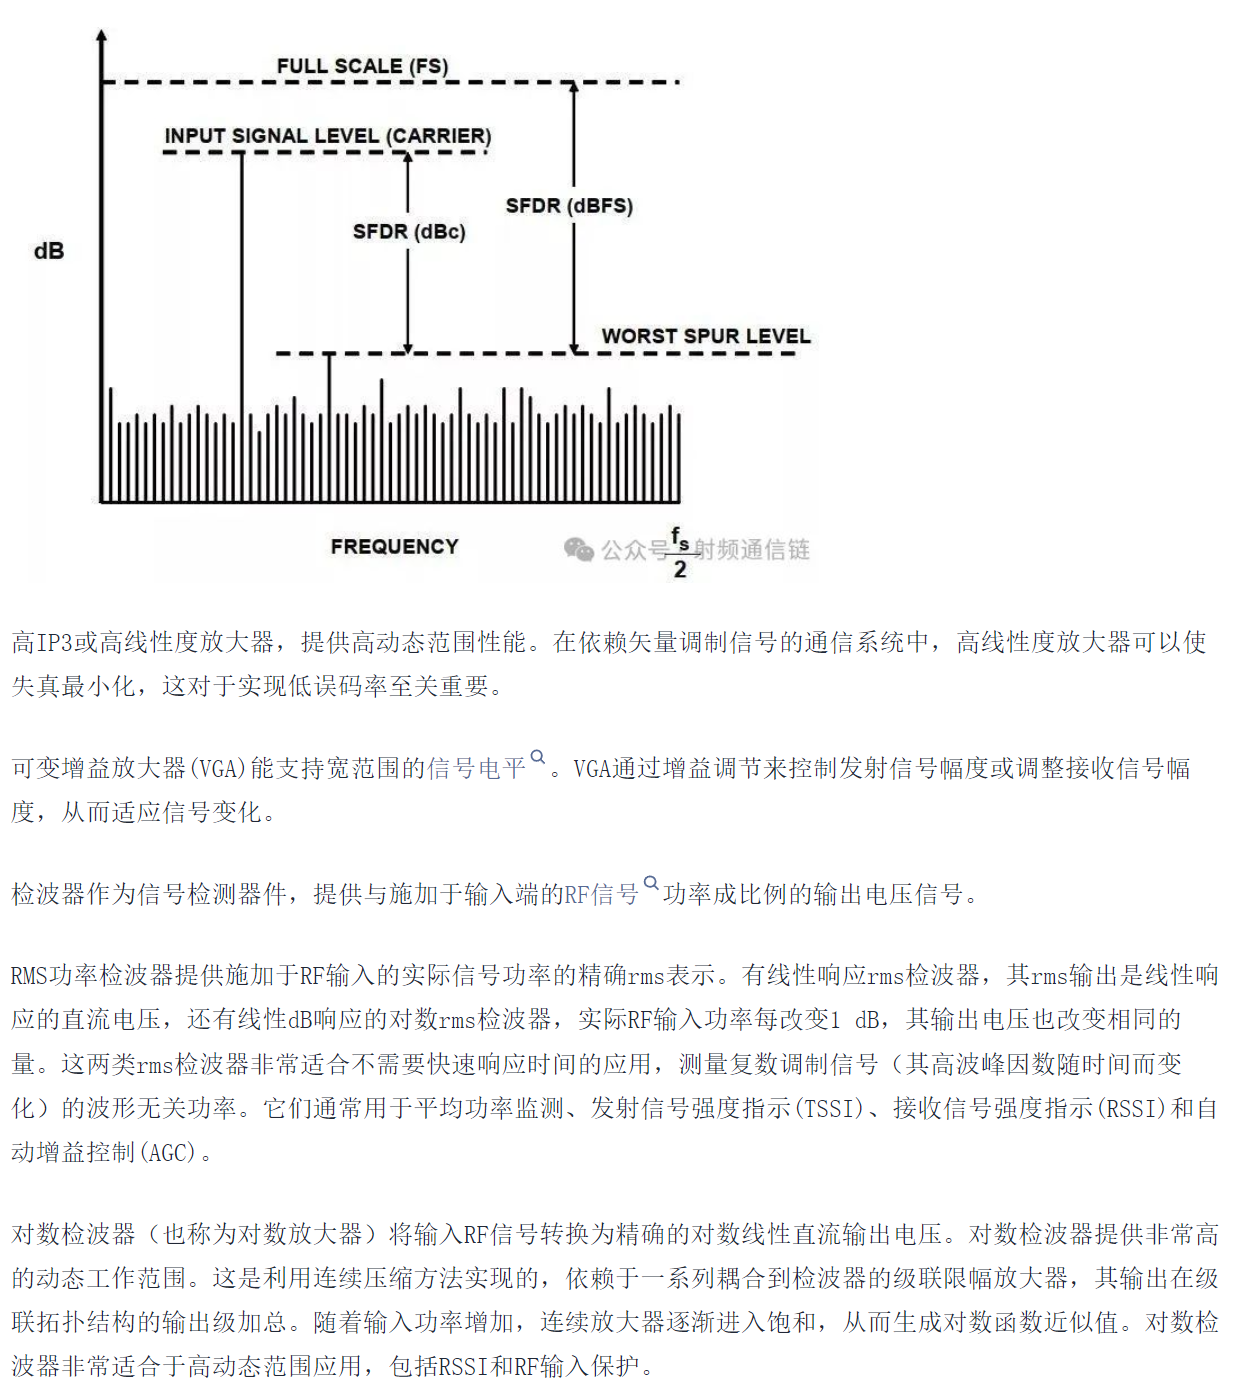 FULL SCALE (FS)
INPUT SIGNAL LEVEL (CARRIER)
SFDR (dBFS)
SFDR (dBc)
dB
WORST SPUR LEVEL
FREQUENCY
fs
2
公众号 射频通信链
高IP3或高线性度放大器，提供高动态范围性能。在依赖矢量调制信号的通信系统中，高线性度放大器可以使
失真最小化，这对于实现低误码率至关重要。
可变增益放大器(VGA)能支持宽范围的信号电平。VGA通过增益调节来控制发射信号幅度或调整接收信号幅
度，从而适应信号变化。
检波器作为信号检测器件，提供与施加于输入端的RF信号功率成比例的输出电压信号。
RMS功率检波器提供施加于RF输入的实际信号功率的精确rms表示。有线性响应rms检波器，其rms输出是线性响
应的直流电压，还有线性dB响应的对数rms检波器，实际RF输入功率每改变1 dB，其输出电压也改变相同的
量。这两类rms检波器非常适合不需要快速响应时间的应用，测量复数调制信号（其高波峰因数随时间而变
化）的波形无关功率。它们通常用于平均功率监测、发射信号强度指示(TSSI)、接收信号强度指示(RSSI)和自
动增益控制(AGC)。
对数检波器（也称为对数放大器）将输入RF信号转换为精确的对数线性直流输出电压。对数检波器提供非常高
的动态工作范围。这是利用连续压缩方法实现的，依赖于一系列耦合到检波器的级联限幅放大器，其输出在级
联拓扑结构的输出级加总。随着输入功率增加，连续放大器逐渐进入饱和，从而生成对数函数近似值。对数检
波器非常适合于高动态范围应用，包括RSSI和RF输入保护。